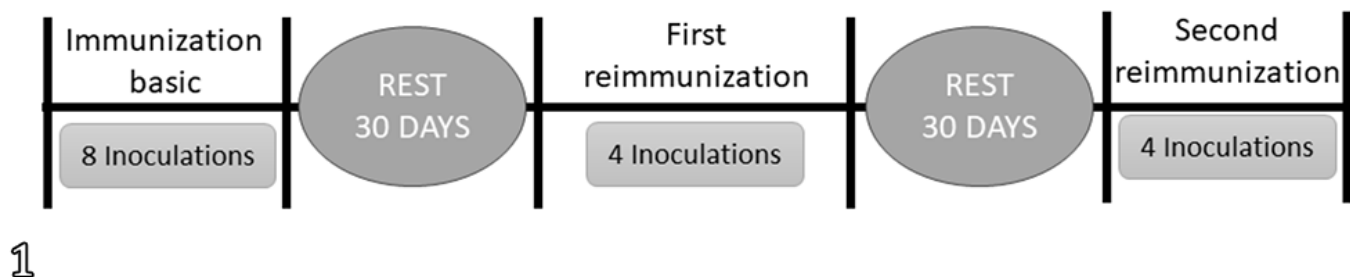 Immunization
basic
8 Inoculations
REST
30 DAYS
First
reimmunization
4 Inoculations
REST
30 DAYS
Second
reimmunization
4 Inoculations
1